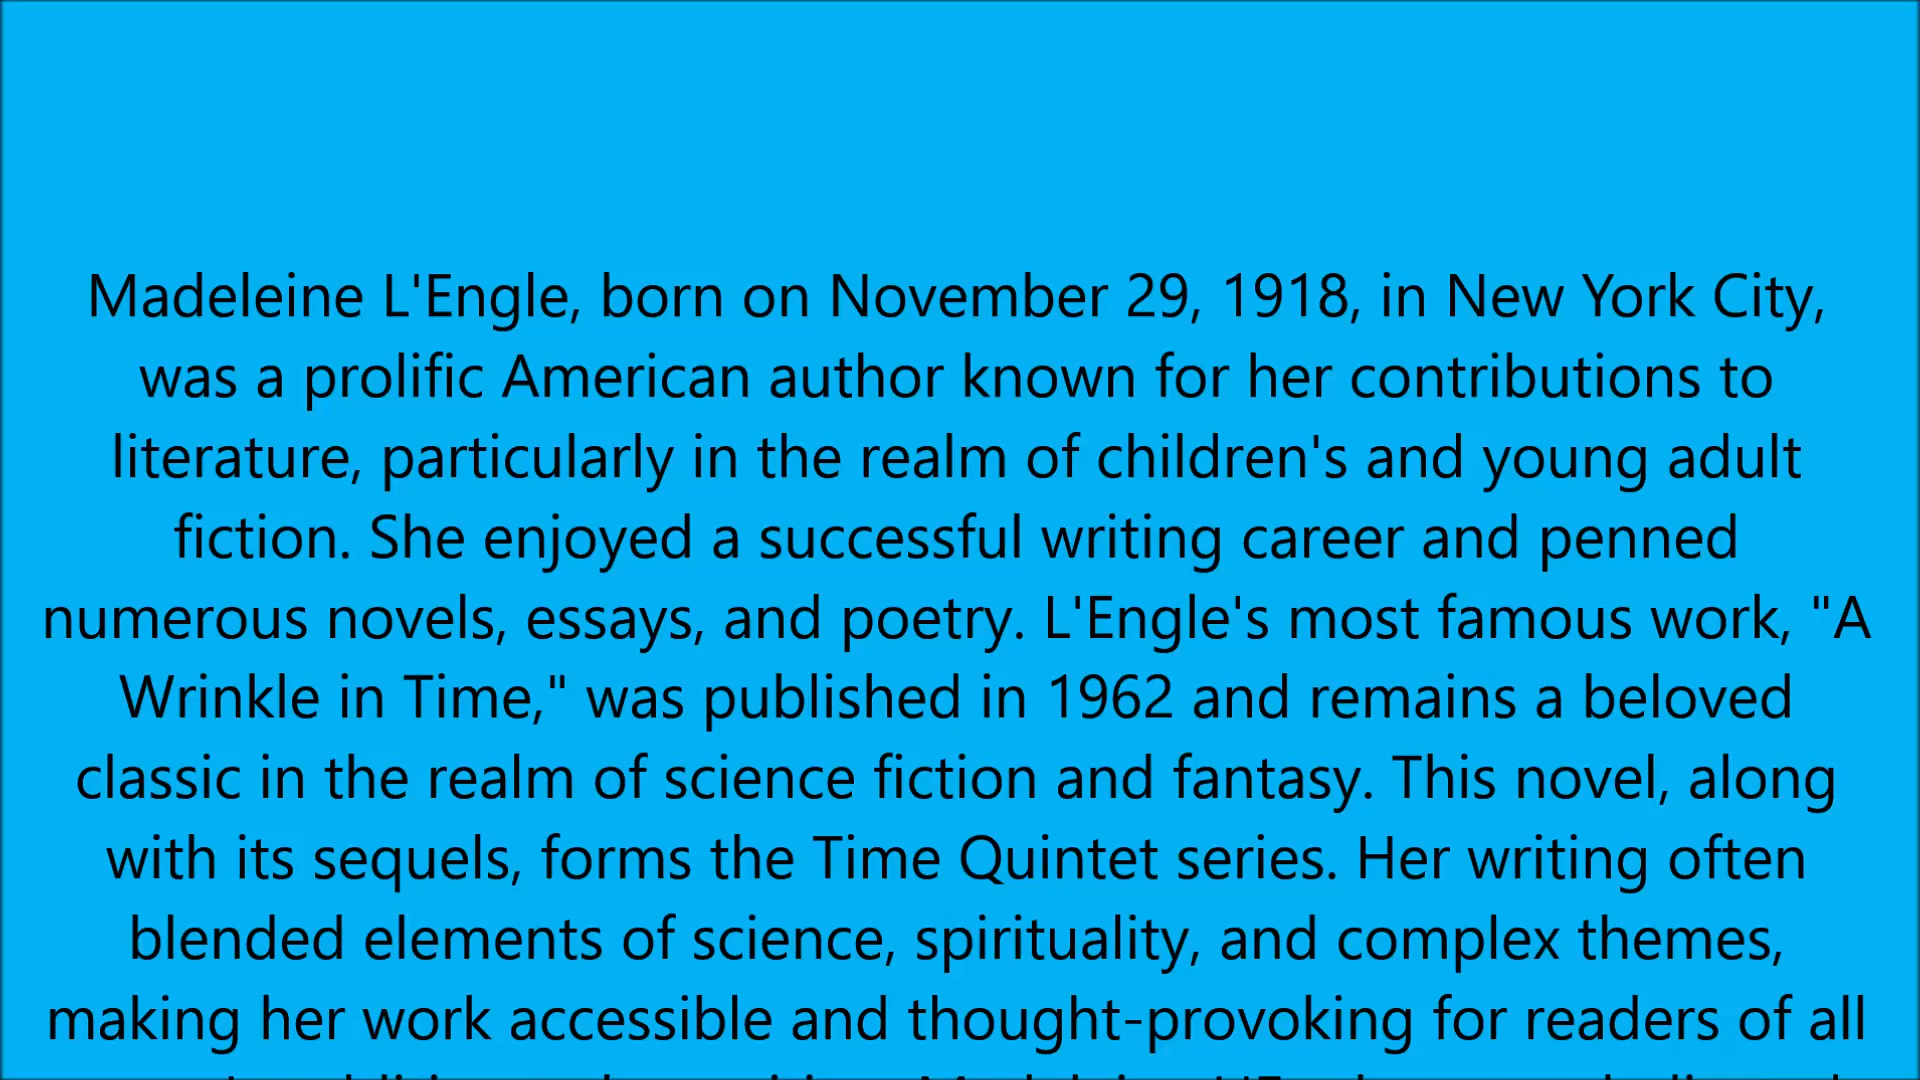 Madeleine L'Engle, born on November 29, 1918, in New York City,
was a prolific American author known for her contributions to
literature, particularly in the realm of children's and young adult
fiction. She enjoyed a successful writing career and penned
numerous novels, essays, and poetry. L'Engle's most famous work, "A
Wrinkle in Time," was published in 1962 and remains a beloved
classic in the realm of science fiction and fantasy. This novel, along
with its sequels, forms the Time Quintet series. Her writing often
blended elements of science, spirituality, and complex themes,
making her work accessible and thought-provoking for readers of all